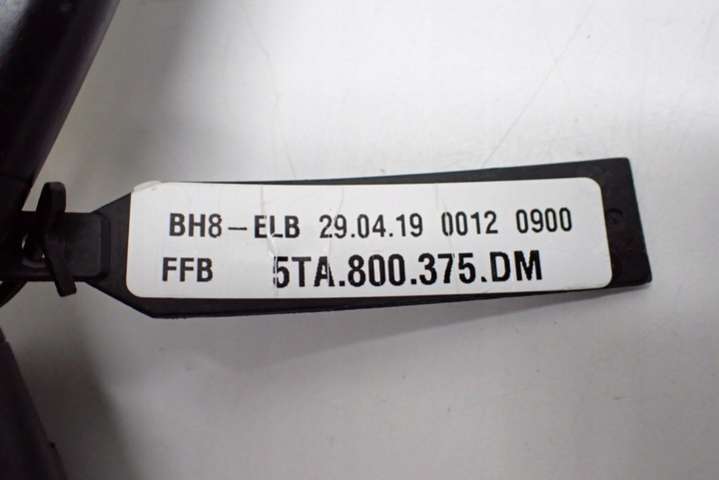 BH8-ELB 29.04.19 0012 0900
FFB 5TA.800.375.DM